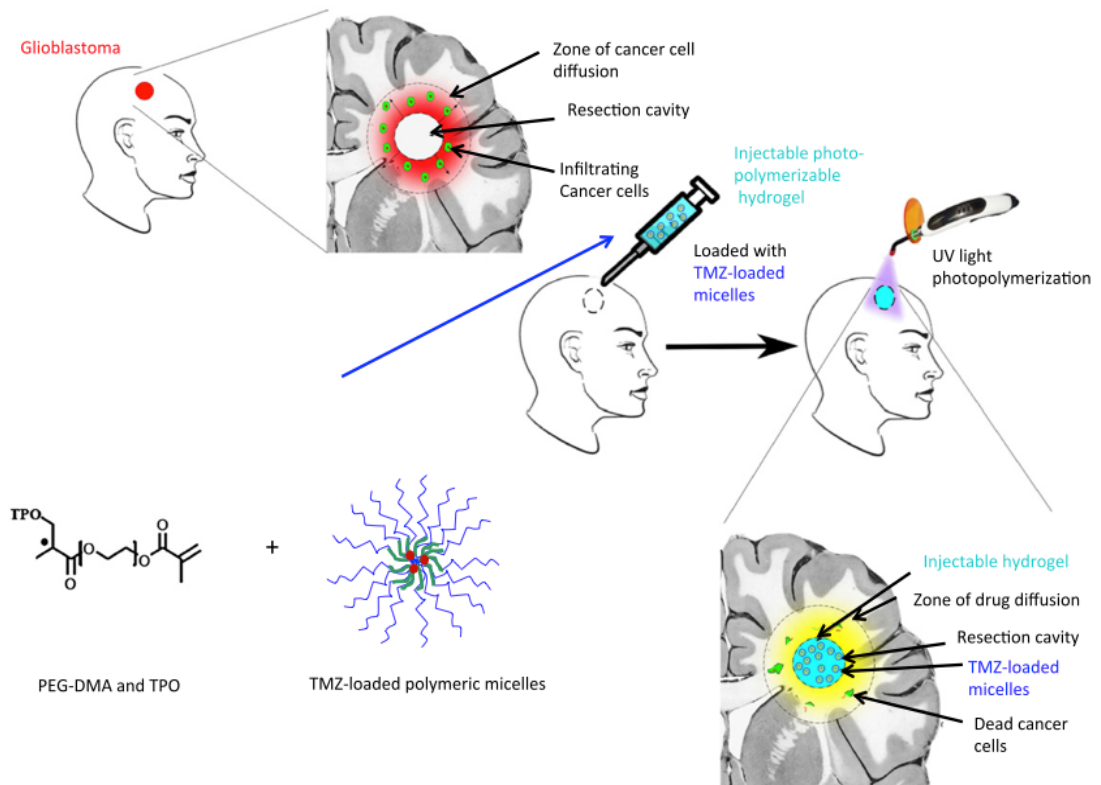 Glioblastoma
Zone of cancer cell
diffusion
Resection cavity
Infiltrating
Cancer cells
Injectable photo-
polymerizable
hydrogel
Loaded with
TMZ-loaded
micelles
UV light
photopolymerization
TPO
O
O
O
O
+
PEG-DMA and TPO
TMZ-loaded polymeric micelles
Injectable hydrogel
Zone of drug diffusion
Resection cavity
TMZ-loaded
micelles
Dead cancer
cells